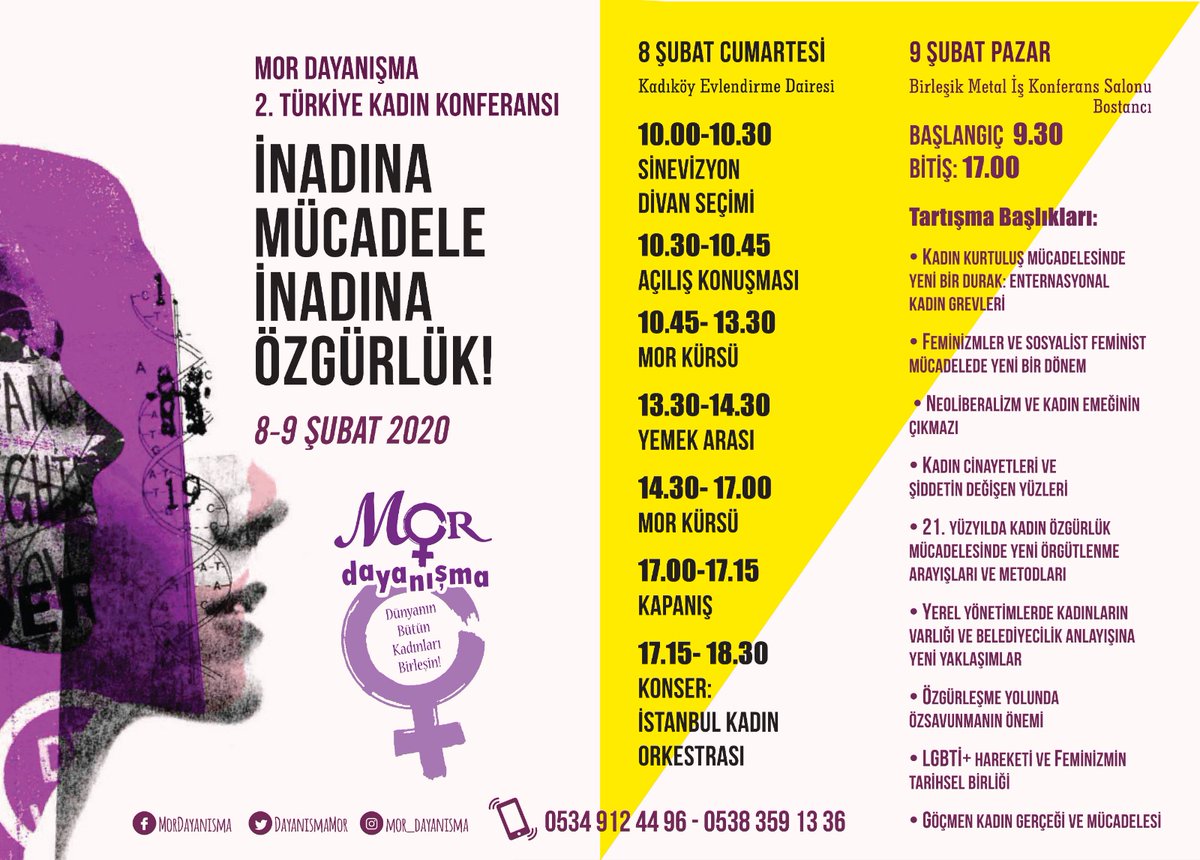 MOR DAYANIŞMA
2. TÜRKİYE KADIN KONFERANSI
İNADINA
MÜCADELE
İNADINA
ÖZGÜRLÜK!
8-9 ŞUBAT 2020
MOR
dayanışma
Dünyanın
Bütün
Kadınları
Birleşin!
8 ŞUBAT CUMARTESİ
Kadıköy Evlendirme Dairesi
10.00-10.30
SİNEVİZYON
DİVAN SEÇİMİ
10.30-10.45
AÇILIŞ KONUŞMASI
10.45- 13.30
MOR KÜRSÜ
13.30-14.30
YEMEK ARASI
14.30- 17.00
MOR KÜRSÜ
17.00-17.15
KAPANIŞ
17.15- 18.30
KONSER:
İSTANBUL KADIN
ORKESTRASI
9 ŞUBAT PAZAR
Birleşik Metal İş Konferans Salonu
Bostancı
BAŞLANGIÇ 9.30
BİTİŞ: 17.00
Tartışma Başlıkları:
• KADIN KURTULUŞ MÜCADELESİNDE
YENİ BİR DURAK: ENTERNASYONAL
KADIN GREVLERİ
• FEMİNİZMLER VE SOSYALİST FEMİNİST
MÜCADELEDE YENİ BİR DÖNEM
• NEOLİBERALİZM VE KADIN EMEĞİNİN
ÇIKMAZI
• KADIN CİNAYETLERİ VE
ŞİDDETİN DEĞİŞEN YÜZLERİ
• 21. YÜZYILDA KADIN ÖZGÜRLÜK
MÜCADELESİNDE YENİ ÖRGÜTLENME
ARAYIŞLARI VE METODLARI
• YEREL YÖNETİMLERDE KADINLARIN
VARLIĞI VE BELEDİYECİLİK ANLAYIŞINA
YENİ YAKLAŞIMLAR
• ÖZGÜRLEŞME YOLUNDA
ÖZSAVUNMANIN ÖNEMİ
• LGBTİ+ HAREKETİ VE FEMİNİZMİN
TARİHSEL BİRLİĞİ
• GÖÇMEN KADIN GERÇEĞİ VE MÜCADELESİ
MORDAYANISMA DAYANISMAMOR MOR_DAYANISMA 0534 912 44 96 - 0538 359 13 36